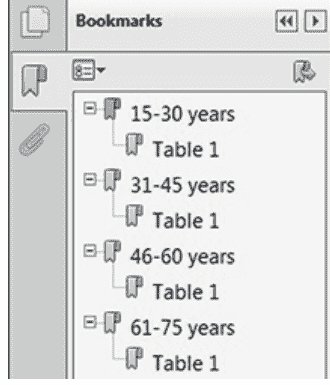 Bookmarks
15-30 years
Table 1
31-45 years
Table 1
46-60 years
Table 1
61-75 years
Table 1